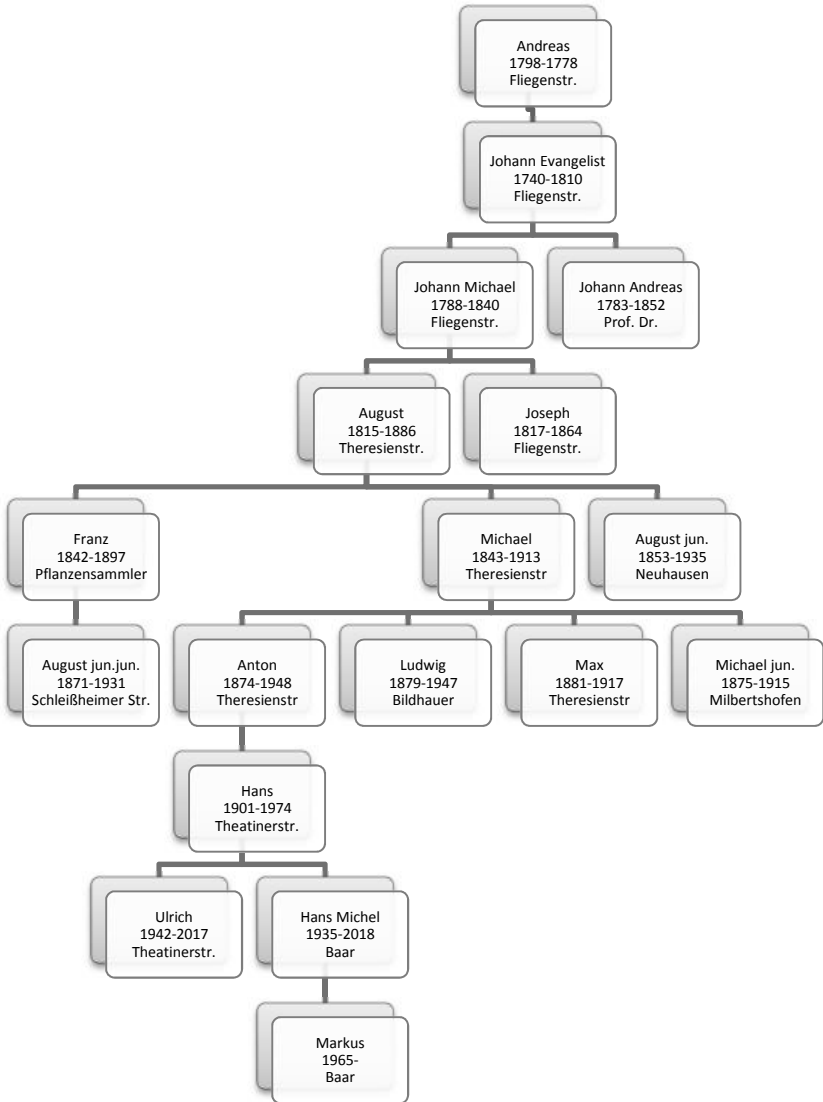 Andreas
1798-1778
Fliegenstr.
Johann Evangelist
1740-1810
Fliegenstr.
Johann Michael
1788-1840
Fliegenstr.
Johann Andreas
1783-1852
Prof. Dr.
August
1815-1886
Theresienstr.
Joseph
1817-1864
Fliegenstr.
Franz
1842-1897
Pflanzensammler
Michael
1843-1913
Theresienstr
August jun.
1853-1935
Neuhausen
August jun.jun.
1871-1931
Schleißheimer Str.
Anton
1874-1948
Theresienstr
Ludwig
1879-1947
Bildhauer
Max
1881-1917
Theresienstr
Michael jun.
1875-1915
Milbertshofen
Hans
1901-1974
Theatinerstr.
Ulrich
1942-2017
Theatinerstr.
Hans Michel
1935-2018
Baar
Markus
1965-
Baar